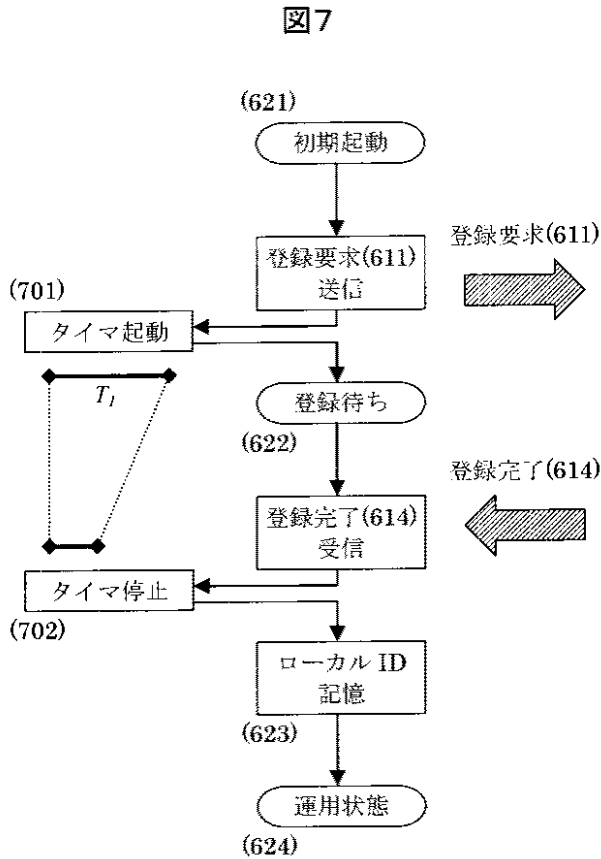 図7
(621)
初期起動
登録要求(611)
送信
登録要求(611)
(701)
タイマ起動
T1
登録待ち
(622)
登録完了(614)
受信
登録完了(614)
タイマ停止
(702)
ローカル ID
記憶
(623)
運用状態
(624)